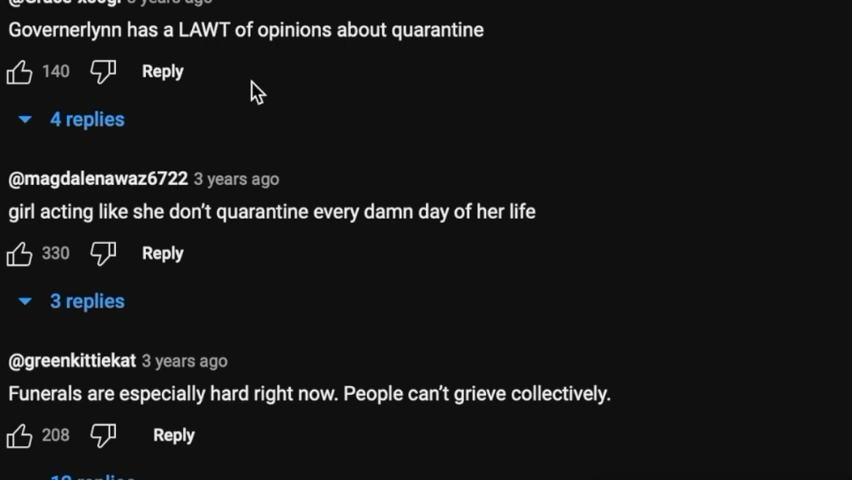 Governerlynn has a LAWT of opinions about quarantine
140 Reply
4 replies
@magdalenawaz6722 3 years ago
girl acting like she don't quarantine every damn day of her life
330 Reply
3 replies
@greenkittiekat 3 years ago
Funerals are especially hard right now. People can't grieve collectively.
208 Reply